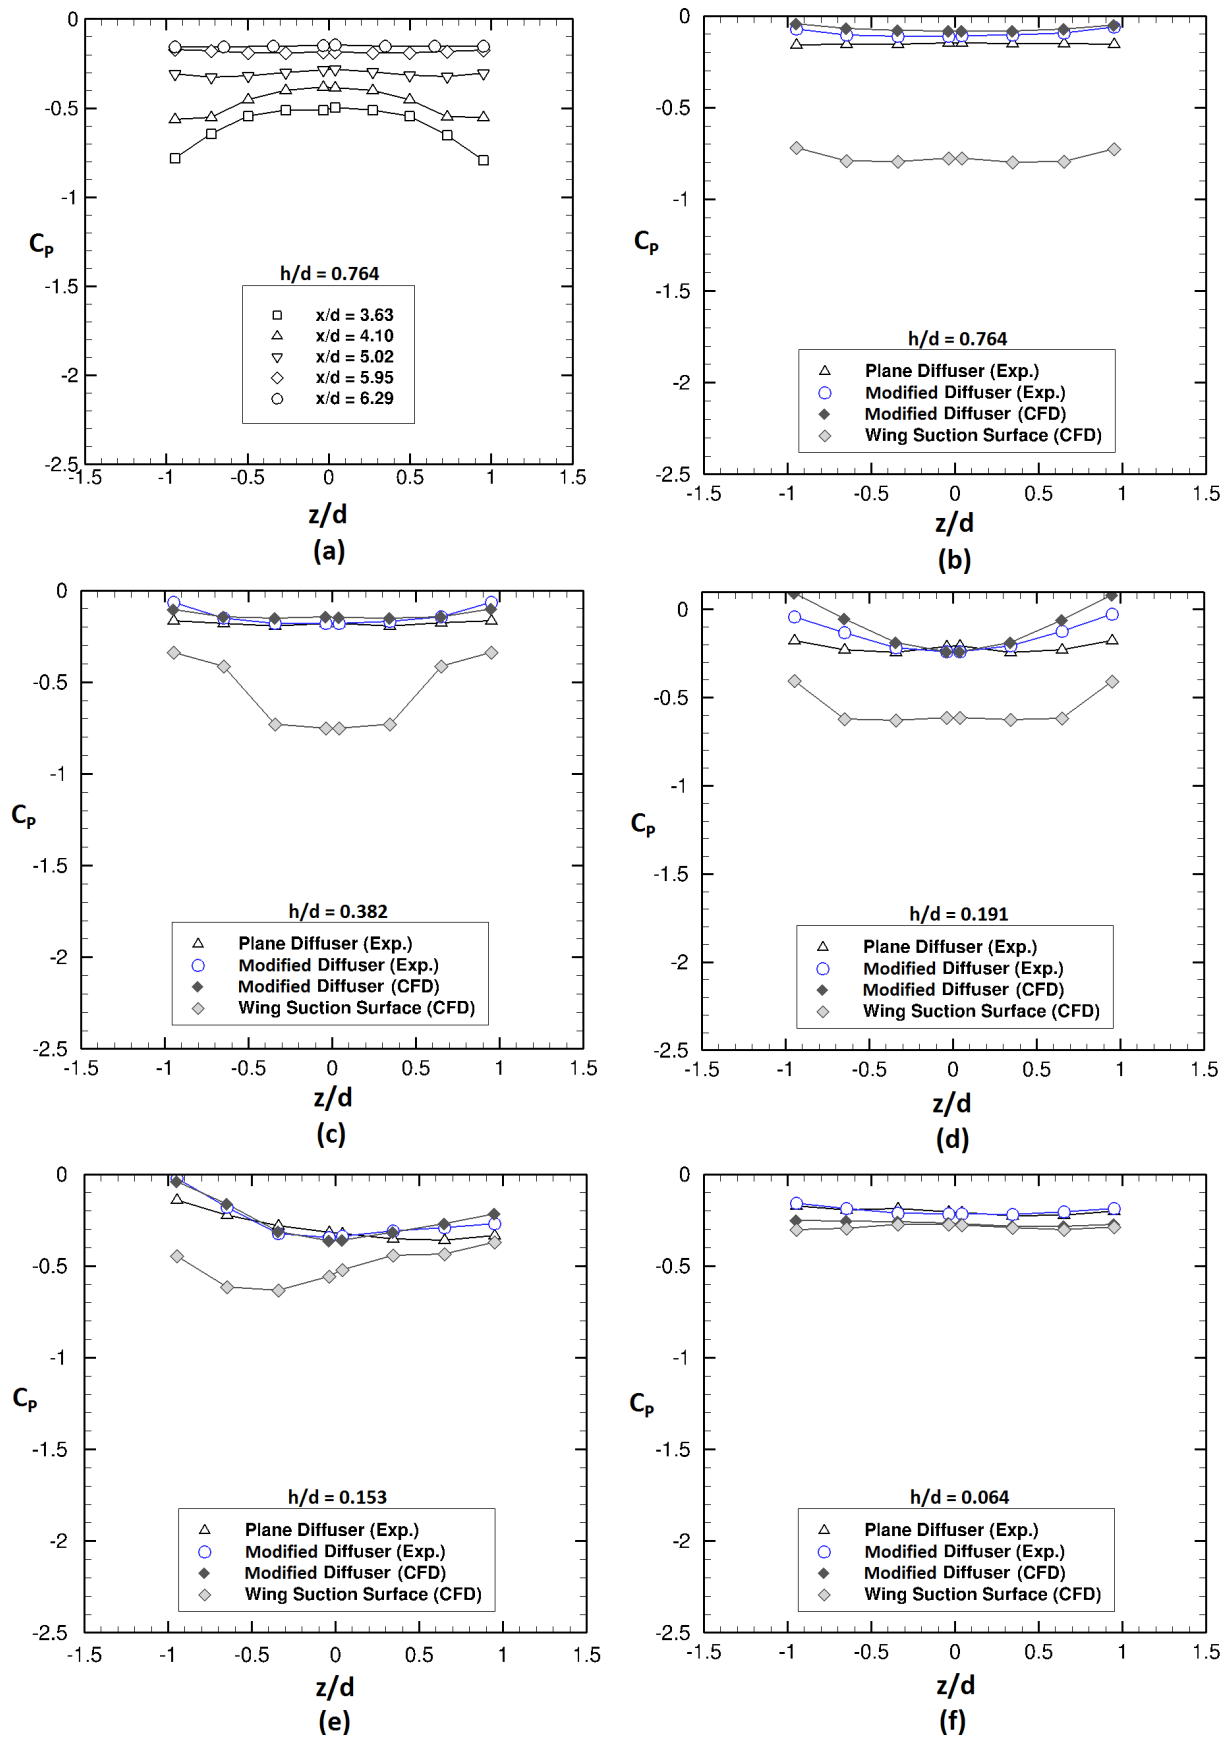 0
-0.5
-1
-1.5
-2
-2.5
CP
h/d = 0.764
x/d = 3.63
x/d = 4.10
x/d = 5.02
x/d = 5.95
x/d = 6.29
-1.5 -1 -0.5 0 0.5 1 1.5
z/d
(a)
0
-0.5
-1
-1.5
-2
-2.5
CP
h/d = 0.764
Plane Diffuser (Exp.)
Modified Diffuser (Exp.)
Modified Diffuser (CFD)
Wing Suction Surface (CFD)
-1.5 -1 -0.5 0 0.5 1 1.5
z/d
(b)
0
-0.5
-1
-1.5
-2
-2.5
CP
h/d = 0.382
Plane Diffuser (Exp.)
Modified Diffuser (Exp.)
Modified Diffuser (CFD)
Wing Suction Surface (CFD)
-1.5 -1 -0.5 0 0.5 1 1.5
z/d
(c)
0
-0.5
-1
-1.5
-2
-2.5
CP
h/d = 0.191
Plane Diffuser (Exp.)
Modified Diffuser (Exp.)
Modified Diffuser (CFD)
Wing Suction Surface (CFD)
-1.5 -1 -0.5 0 0.5 1 1.5
z/d
(d)
0
-0.5
-1
-1.5
-2
-2.5
CP
h/d = 0.153
Plane Diffuser (Exp.)
Modified Diffuser (Exp.)
Modified Diffuser (CFD)
Wing Suction Surface (CFD)
-1.5 -1 -0.5 0 0.5 1 1.5
z/d
(e)
0
-0.5
-1
-1.5
-2
-2.5
CP
h/d = 0.064
Plane Diffuser (Exp.)
Modified Diffuser (Exp.)
Modified Diffuser (CFD)
Wing Suction Surface (CFD)
-1.5 -1 -0.5 0 0.5 1 1.5
z/d
(f)